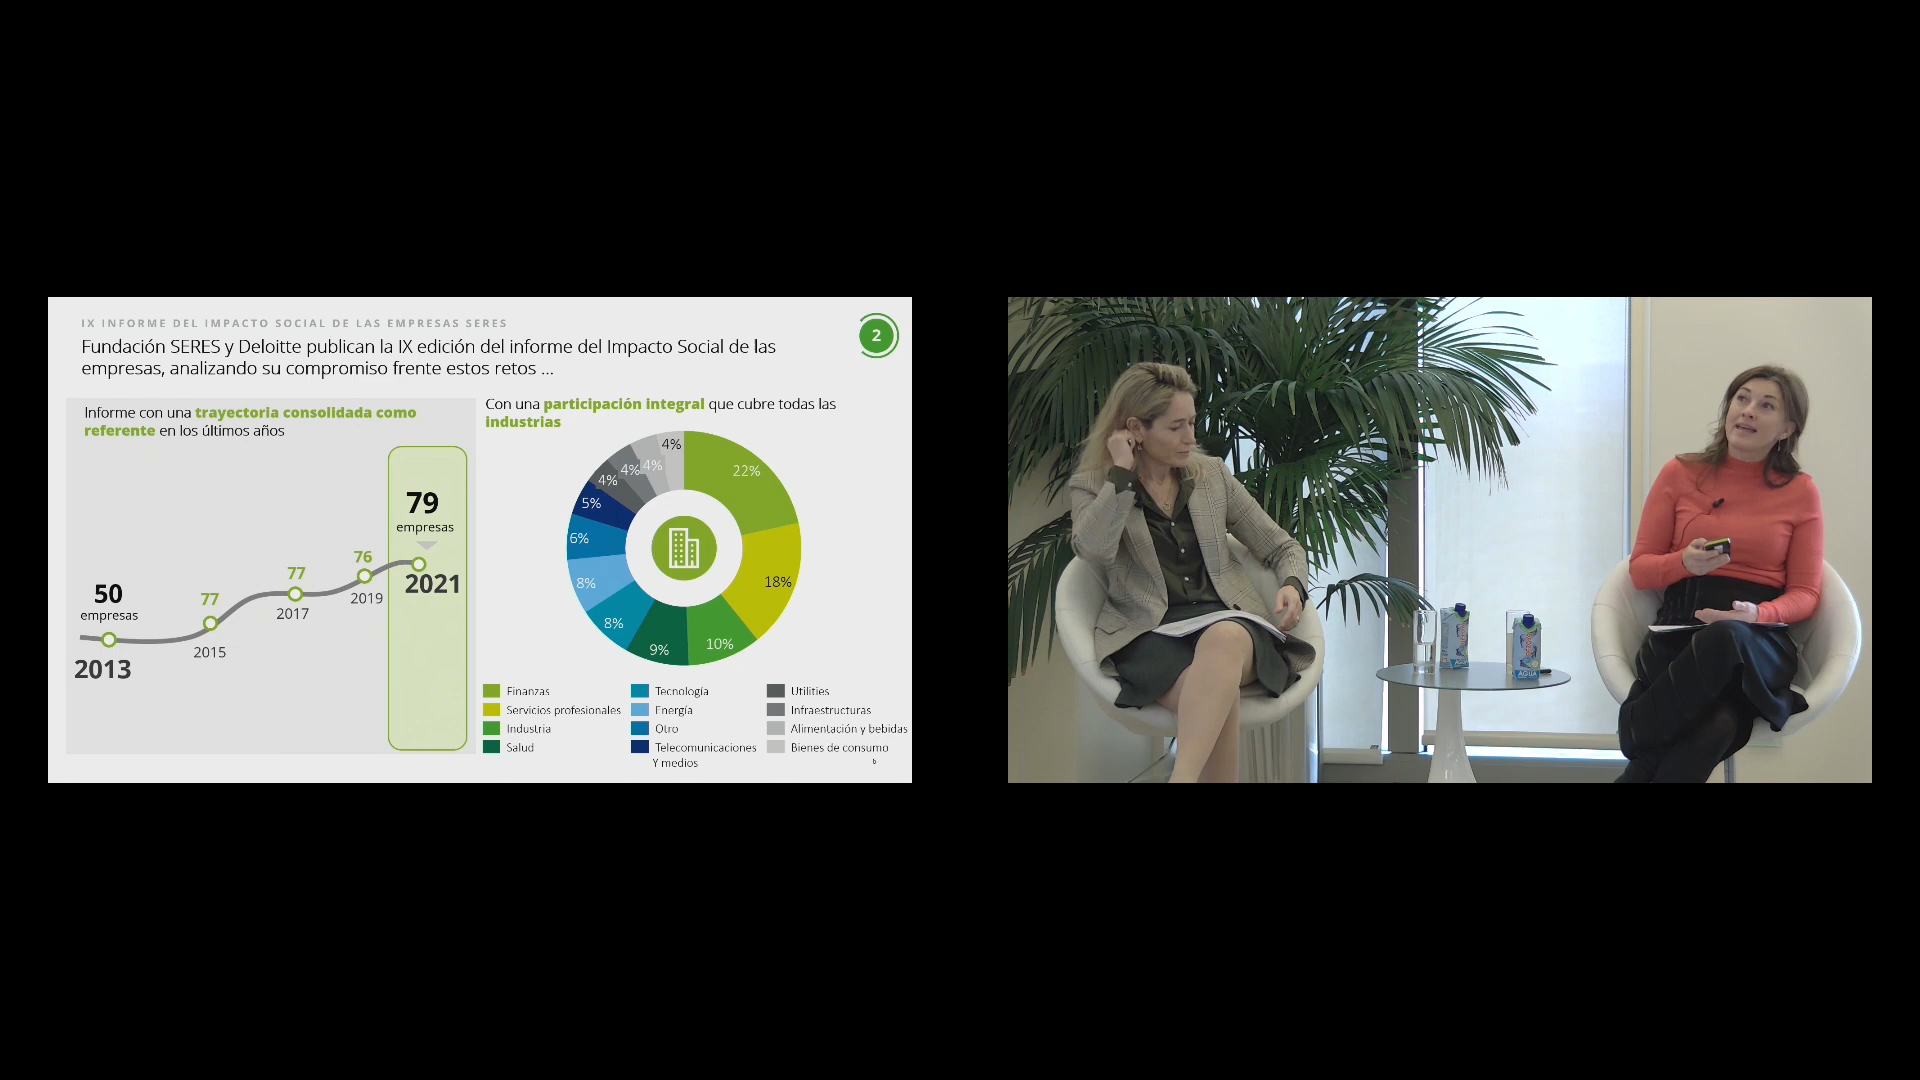 IX INFORME DEL IMPACTO SOCIAL DE LAS EMPRESAS SERES
Fundación SERES y Deloitte publican la IX edición del informe del Impacto Social de las
empresas, analizando su compromiso frente estos retos ...
2
Informe con una trayectoria consolidada como
referente en los últimos años
50
empresas
2013
77
2015
77
2017
76
2019
79
empresas
2021
Con una participación integral que cubre todas las
industrias
22%
18%
10%
9%
8%
8%
6%
5%
4%
4%
4%
4%
Finanzas
Servicios profesionales
Industria
Salud
Tecnología
Energía
Otro
Telecomunicaciones
Y medios
Utilities
Infraestructuras
Alimentación y bebidas
Bienes de consumo
AGUA